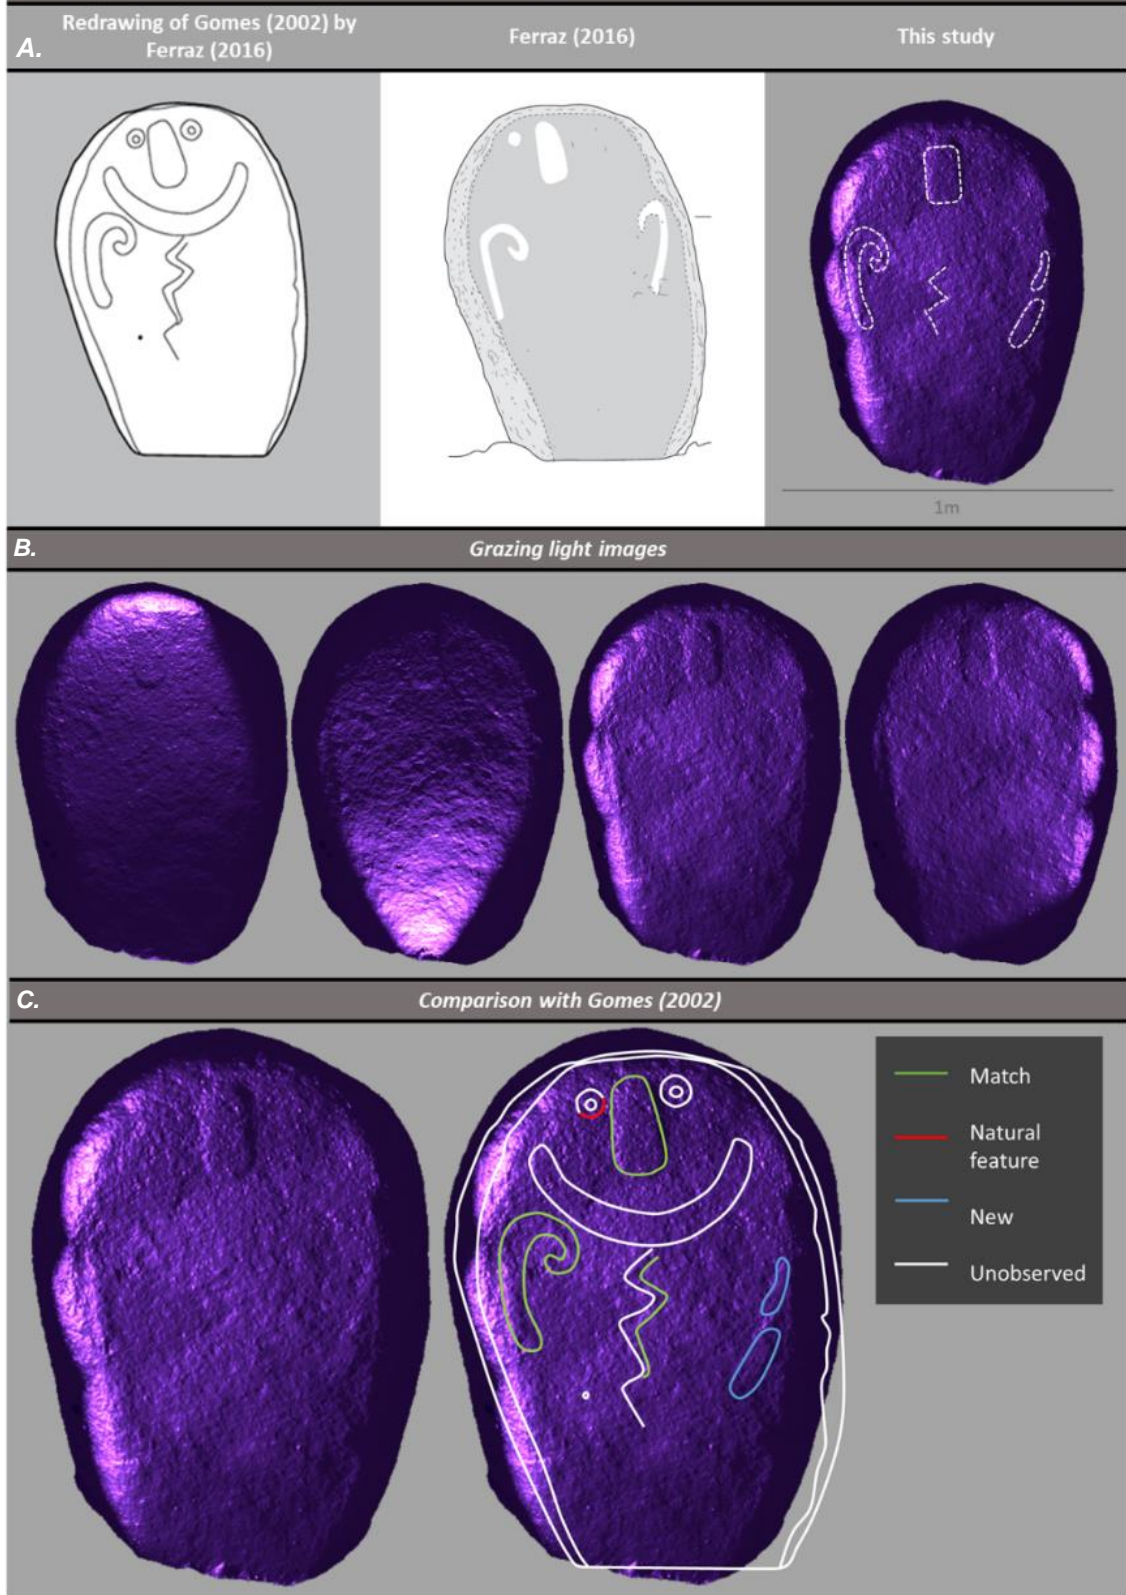 Redrawing of Gomes (2002) by
Ferraz (2016)
Ferraz (2016)
This study
A.
1m
B.
Grazing light images
C.
Comparison with Gomes (2002)
Match
Natural
feature
New
Unobserved